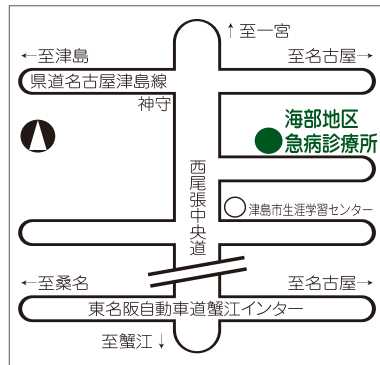 ↑至一宮
←至津島
至名古屋→
県道名古屋津島線
神守
海部地区
急病診療所
西尾張中央道
津島市生涯学習センター
←至桑名
至名古屋→
東名阪自動車道蟹江インター
至蟹江↓